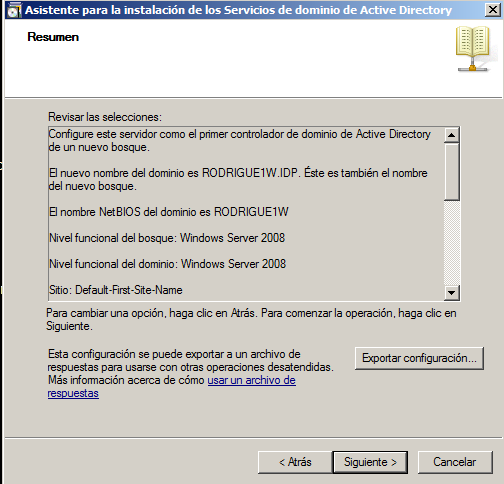 Asistente para la instalación de los Servicios de dominio de Active Directory
Resumen
Revisar las selecciones:
Configure este servidor como el primer controlador de dominio de Active Directory
de un nuevo bosque.
El nuevo nombre del dominio es RODRIGUE1W.IDP. Éste es también el nombre
del nuevo bosque.
El nombre NetBIOS del dominio es RODRIGUE1W
Nivel funcional del bosque: Windows Server 2008
Nivel funcional del dominio: Windows Server 2008
Sitio: Default-First-Site-Name
Para cambiar una opción, haga clic en Atrás. Para comenzar la operación, haga clic en
Siguiente.
Esta configuración se puede exportar a un archivo de
respuestas para usarse con otras operaciones desatendidas.
Más información acerca de cómo usar un archivo de
respuestas
Exportar configuración...
< Atrás
Siguiente >
Cancelar